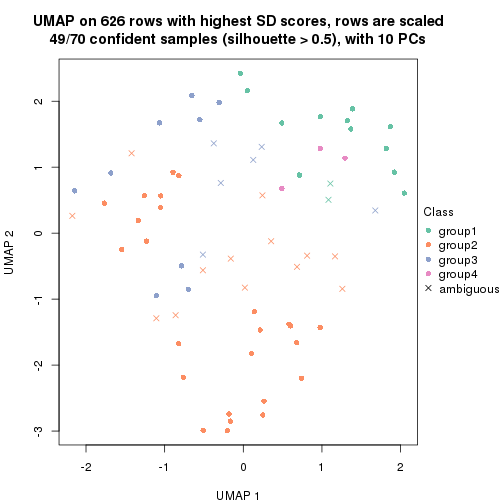 UMAP on 626 rows with highest SD scores, rows are scaled
49/70 confident samples (silhouette > 0.5), with 10 PCs
2
1
0
-1
-2
-3
UMAP 2
-2
-1
0
1
2
UMAP 1
Class
group1
group2
group3
group4
ambiguous